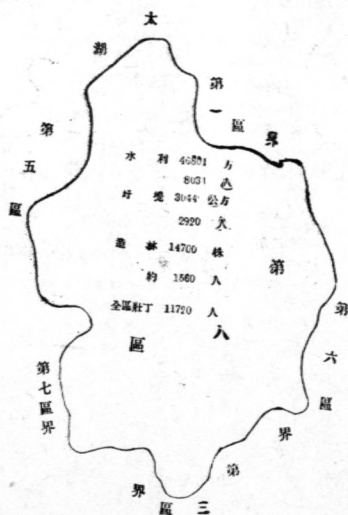 太湖
第一區界
第五區
水利 46801 方
8031 人
圩堤 3044 公方
2920 人
造林 14700 株
約 1560 人
全區壯丁 11720 人
第八區
第六區界
第七區界
第三區界